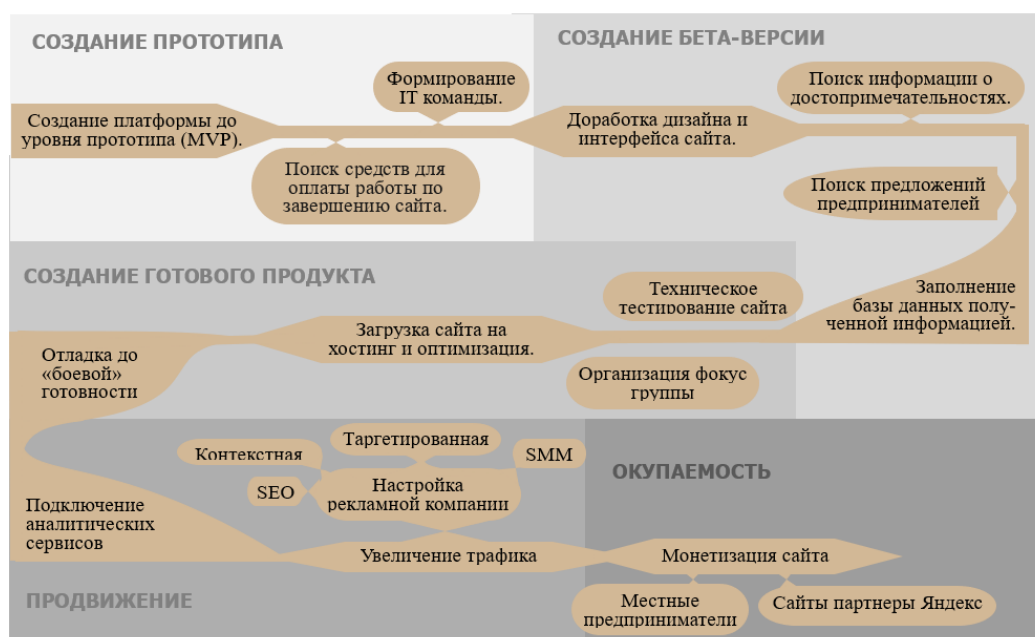 СОЗДАНИЕ ПРОТОТИПА
Формирование
IT команды.
Создание платформы до
уровня прототипа (MVP).
Поиск средств для
оплаты работы по
завершению сайта.
СОЗДАНИЕ БЕТА-ВЕРСИИ
Поиск информации о
достопримечательностях.
Доработка дизайна и
интерфейса сайта.
Поиск предложений
предпринимателей
Заполнение
базы данных полу-
ченной информацией.
СОЗДАНИЕ ГОТОВОГО ПРОДУКТА
Техническое
тестирование сайта
Загрузка сайта на
хостинг и оптимизация.
Организация фокус
группы
Отладка до
«боевой»
готовности
Таргетированная
Контекстная
SMM
SEO
Настройка
рекламной компании
Подключение
аналитических
сервисов
Увеличение трафика
ПРОДВИЖЕНИЕ
ОКУПАЕМОСТЬ
Монетизация сайта
Местные
предприниматели
Сайты партнеры Яндекс